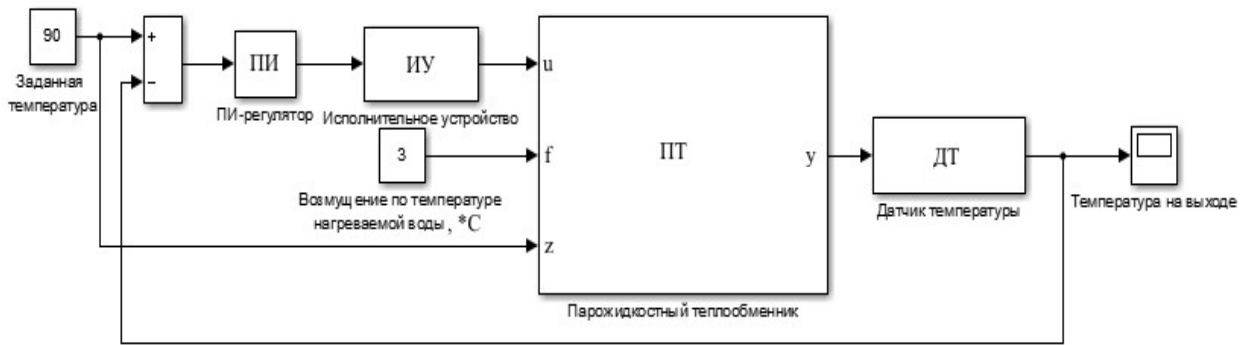 90
Заданная
температура
+
−
ПИ
ПИ-регулятор
ИУ
Исполнительное устройство
3
Возмущение по температуре
нагреваемой воды, *C
u
f
z
ПТ
y
Парожидкостный теплообменник
ДТ
Датчик температуры
Температура на выходе